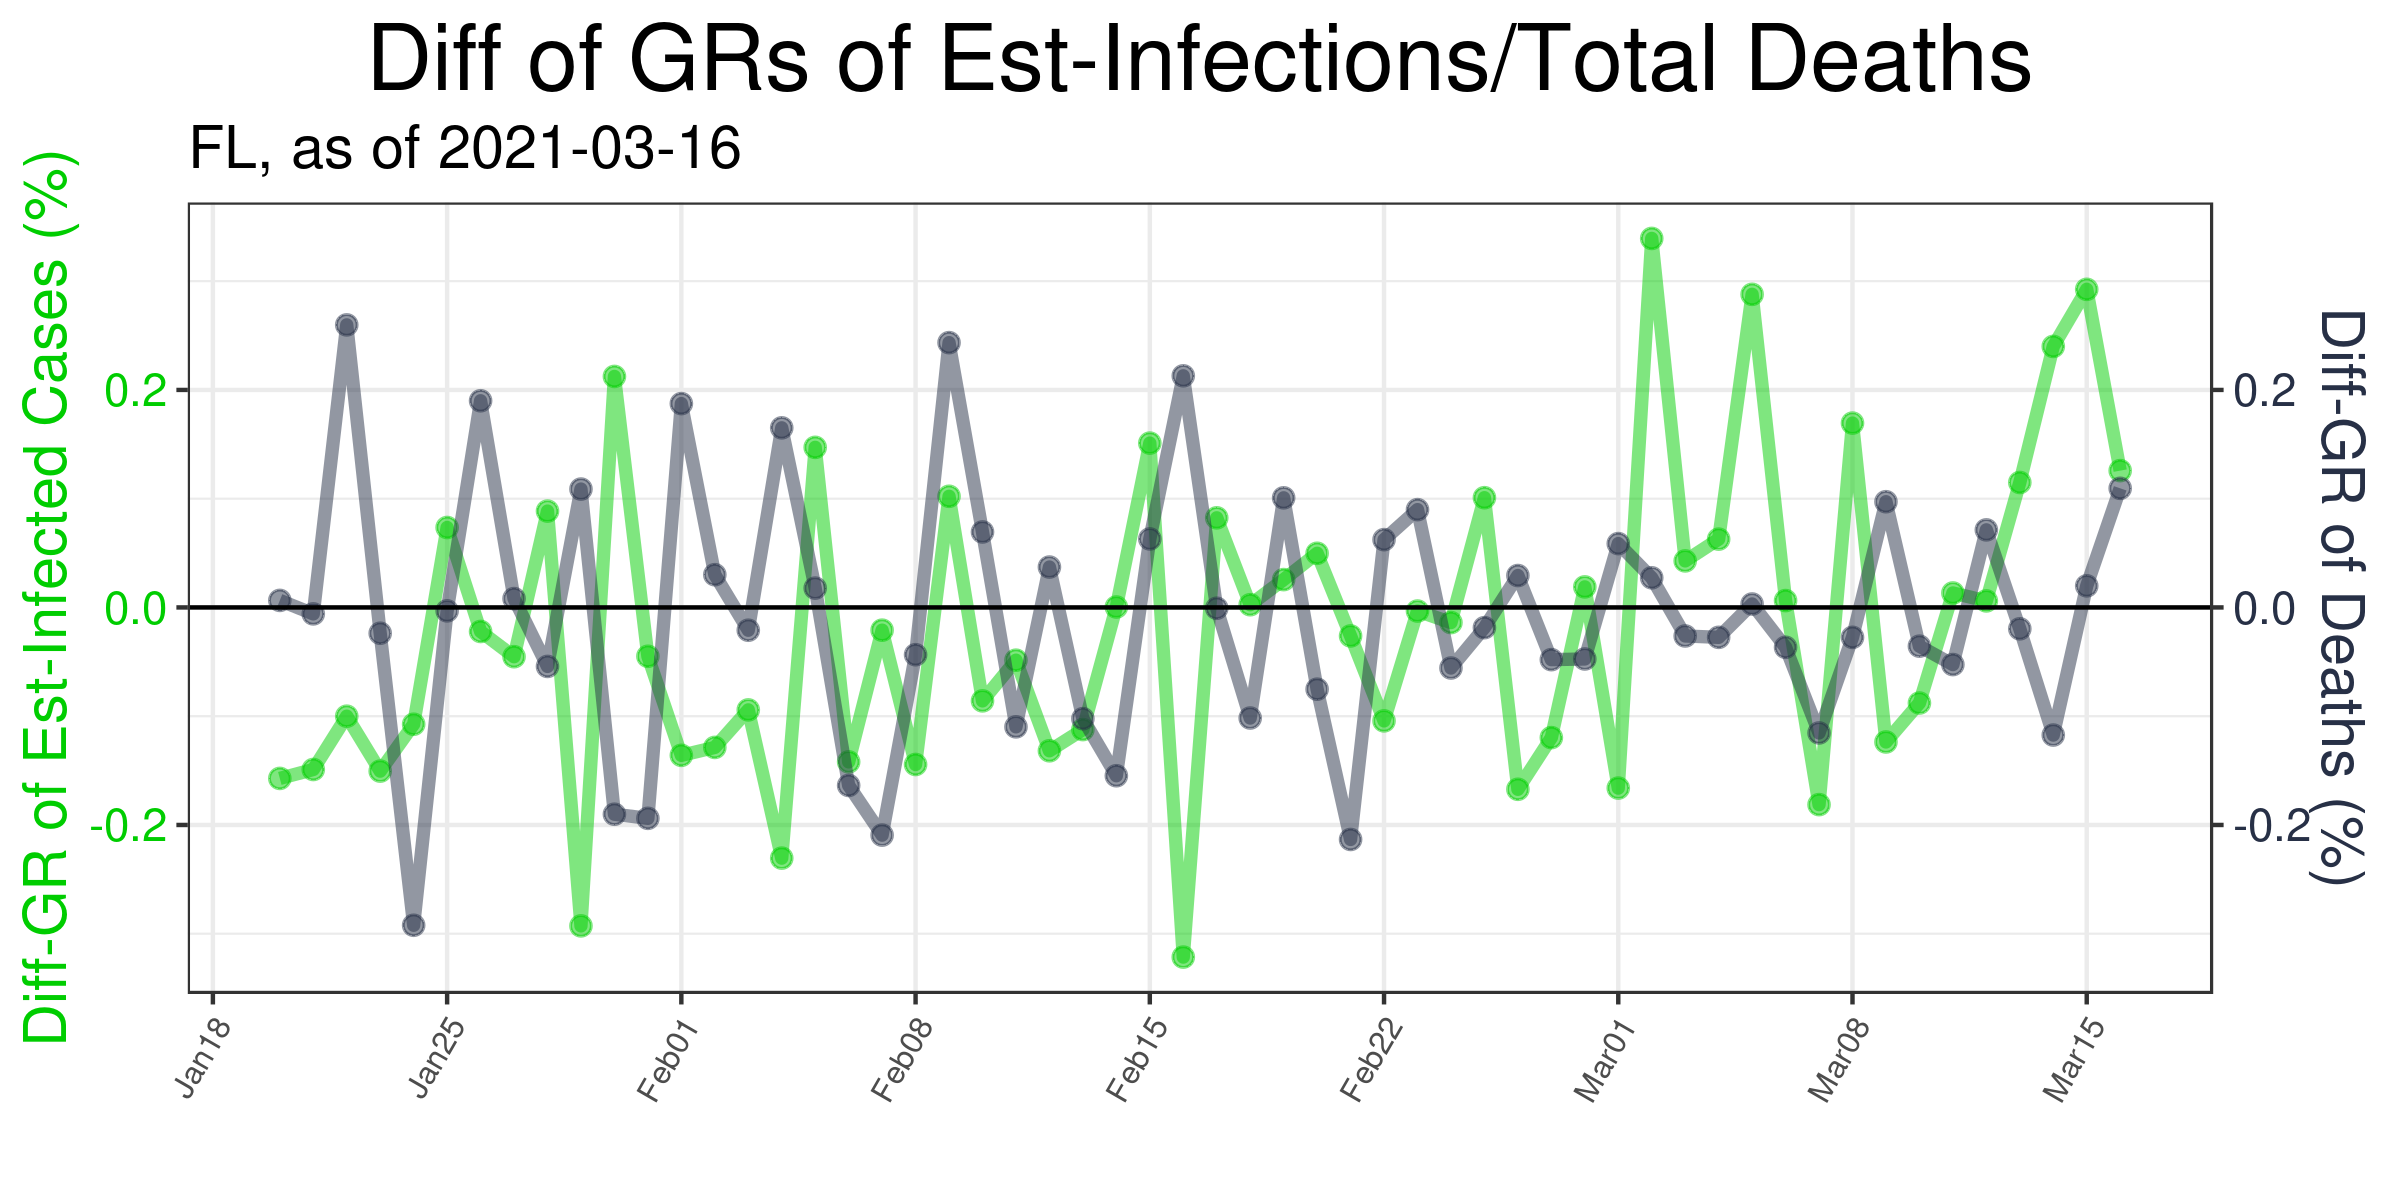 Diff of GRs of Est-Infections/Total Deaths
FL, as of 2021-03-16
Diff-GR of Est-Infected Cases (%)
0.2
0.0
-0.2
0.2
0.0
-0.2
Diff-GR of Deaths (%)
Jan18
Jan25
Feb01
Feb08
Feb15
Feb22
Mar01
Mar08
Mar15